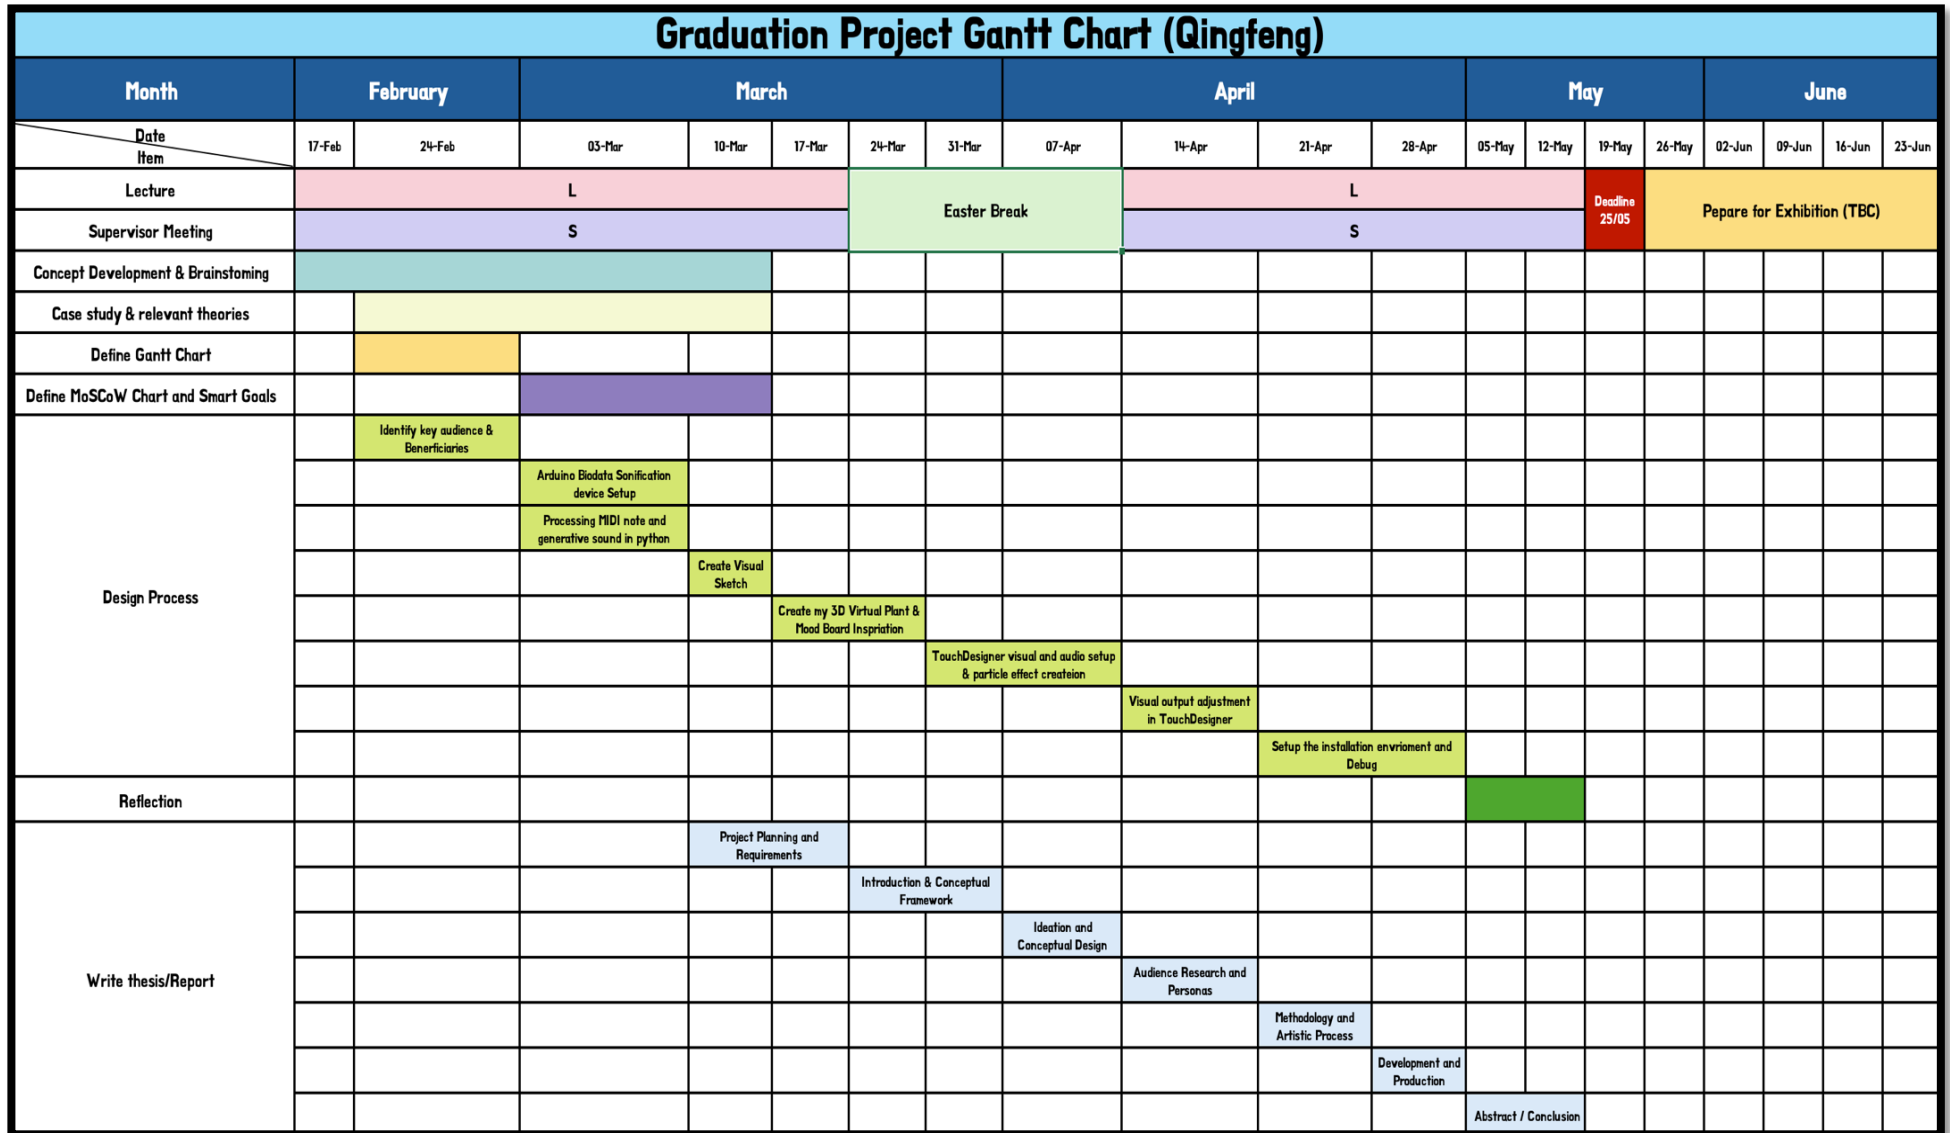 Graduation Project Gantt Chart (Qingfeng)
Month February March April May June
Date
Item
17-Feb 24-Feb 03-Mar 10-Mar 17-Mar 24-Mar 31-Mar 07-Apr 14-Apr 21-Apr 28-Apr 05-May 12-May 19-May 26-May 02-Jun 09-Jun 16-Jun 23-Jun
Lecture L L
Easter Break
Deadline
25/05
Pepare for Exhibition (TBC)
Supervisor Meeting S S
Concept Development & Brainstoming
Case study & relevant theories
Define Gantt Chart
Define MoSCoW Chart and Smart Goals
Design Process
Identify key audience &
Benerficiaries
Arduino Biodata Sonification
device Setup
Processing MIDI note and
generative sound in python
Create Visual
Sketch
Create my 3D Virtual Plant &
Mood Board Inspriation
TouchDesigner visual and audio setup
& particle effect createion
Visual output adjustment
in TouchDesigner
Setup the installation envrioment and
Debug
Reflection
Write thesis/Report
Project Planning and
Requirements
Introduction & Conceptual
Framework
Ideation and
Conceptual Design
Audience Research and
Personas
Methodology and
Artistic Process
Development and
Production
Abstract / Conclusion